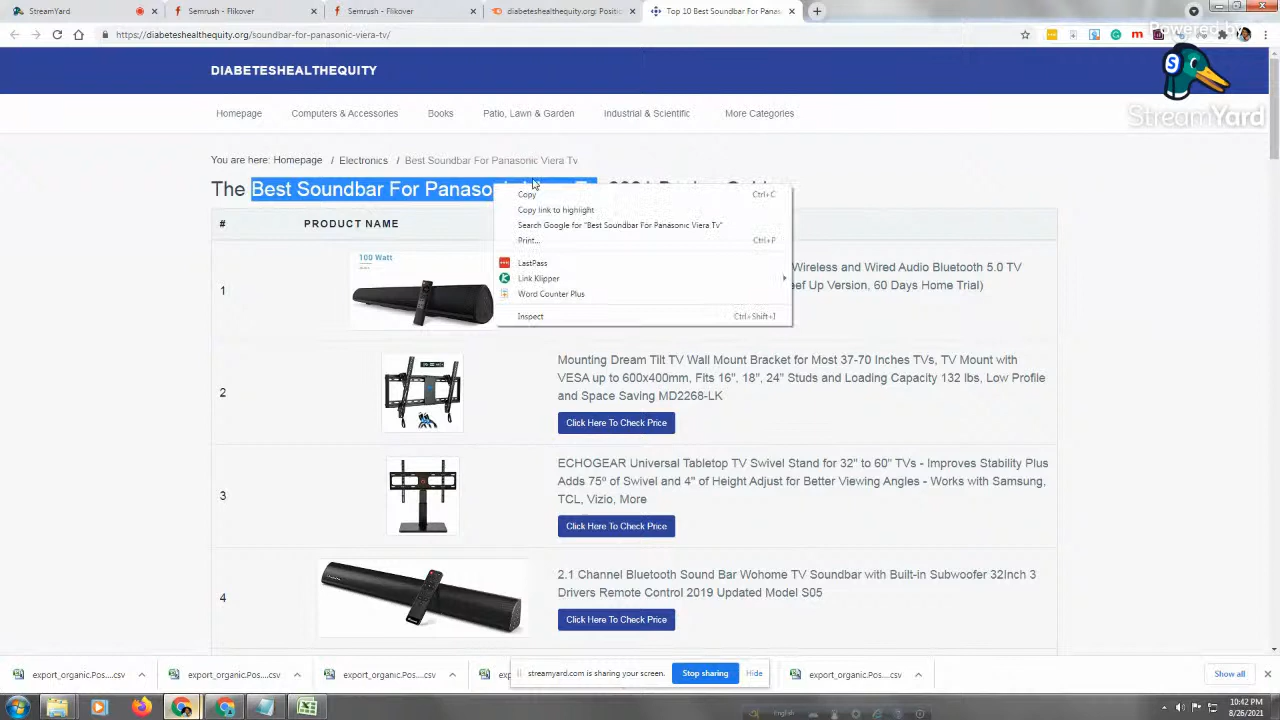 StreamYard
Semrush - Flikover
Semrush - Flikover
diabeteshealthequity.org: Positio
Top 10 Best Soundbar For Panas
https://diabeteshealthequity.org/soundbar-for-panasonic-viera-tv/
Powered by
StreamYard
DIABETESHEALTHEQUITY
Homepage
Computers & Accessories
Books
Patio, Lawn & Garden
Industrial & Scientific
More Categories
You are here: Homepage / Electronics / Best Soundbar For Panasonic Viera Tv
The Best Soundbar For Panaso
Copy Ctrl+C
Copy link to highlight
Search Google for "Best Soundbar For Panasonic Viera Tv"
Print... Ctrl+P
LastPass
Link Klipper
Word Counter Plus
Inspect Ctrl+Shift+I
# PRODUCT NAME
1
100 Watt
Wireless and Wired Audio Bluetooth 5.0 TV
eef Up Version, 60 Days Home Trial)
2
Mounting Dream Tilt TV Wall Mount Bracket for Most 37-70 Inches TVs, TV Mount with
VESA up to 600x400mm, Fits 16", 18", 24" Studs and Loading Capacity 132 lbs, Low Profile
and Space Saving MD2268-LK
Click Here To Check Price
3
ECHOGEAR Universal Tabletop TV Swivel Stand for 32" to 60" TVs - Improves Stability Plus
Adds 75º of Swivel and 4" of Height Adjust for Better Viewing Angles - Works with Samsung,
TCL, Vizio, More
Click Here To Check Price
4
2.1 Channel Bluetooth Sound Bar Wohome TV Soundbar with Built-in Subwoofer 32Inch 3
Drivers Remote Control 2019 Updated Model S05
Click Here To Check Price
export_organic.Pos....csv
export_organic.Pos....csv
export_organic.Pos....csv
ex
streamyard.com is sharing your screen.
Stop sharing
Hide
export_organic.Pos....csv
Show all
English
10:42 PM
8/26/2021